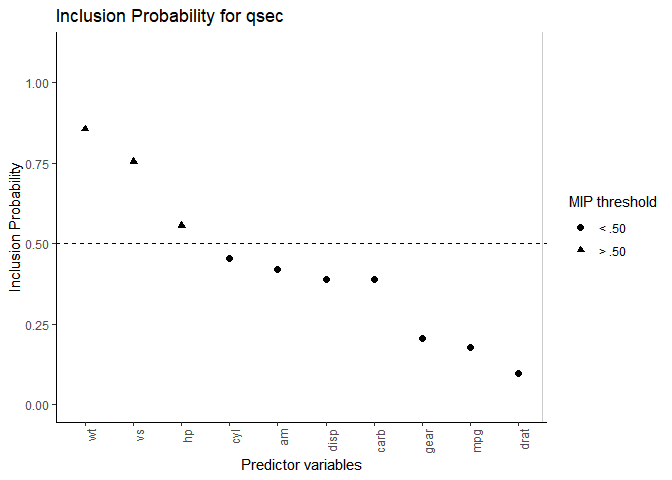 Inclusion Probability for qsec
Inclusion Probability
1.00
0.75
0.50
0.25
0.00
wt
vs
hp
cyl
am
disp
carb
gear
mpg
drat
Predictor variables
MIP threshold
< .50
> .50